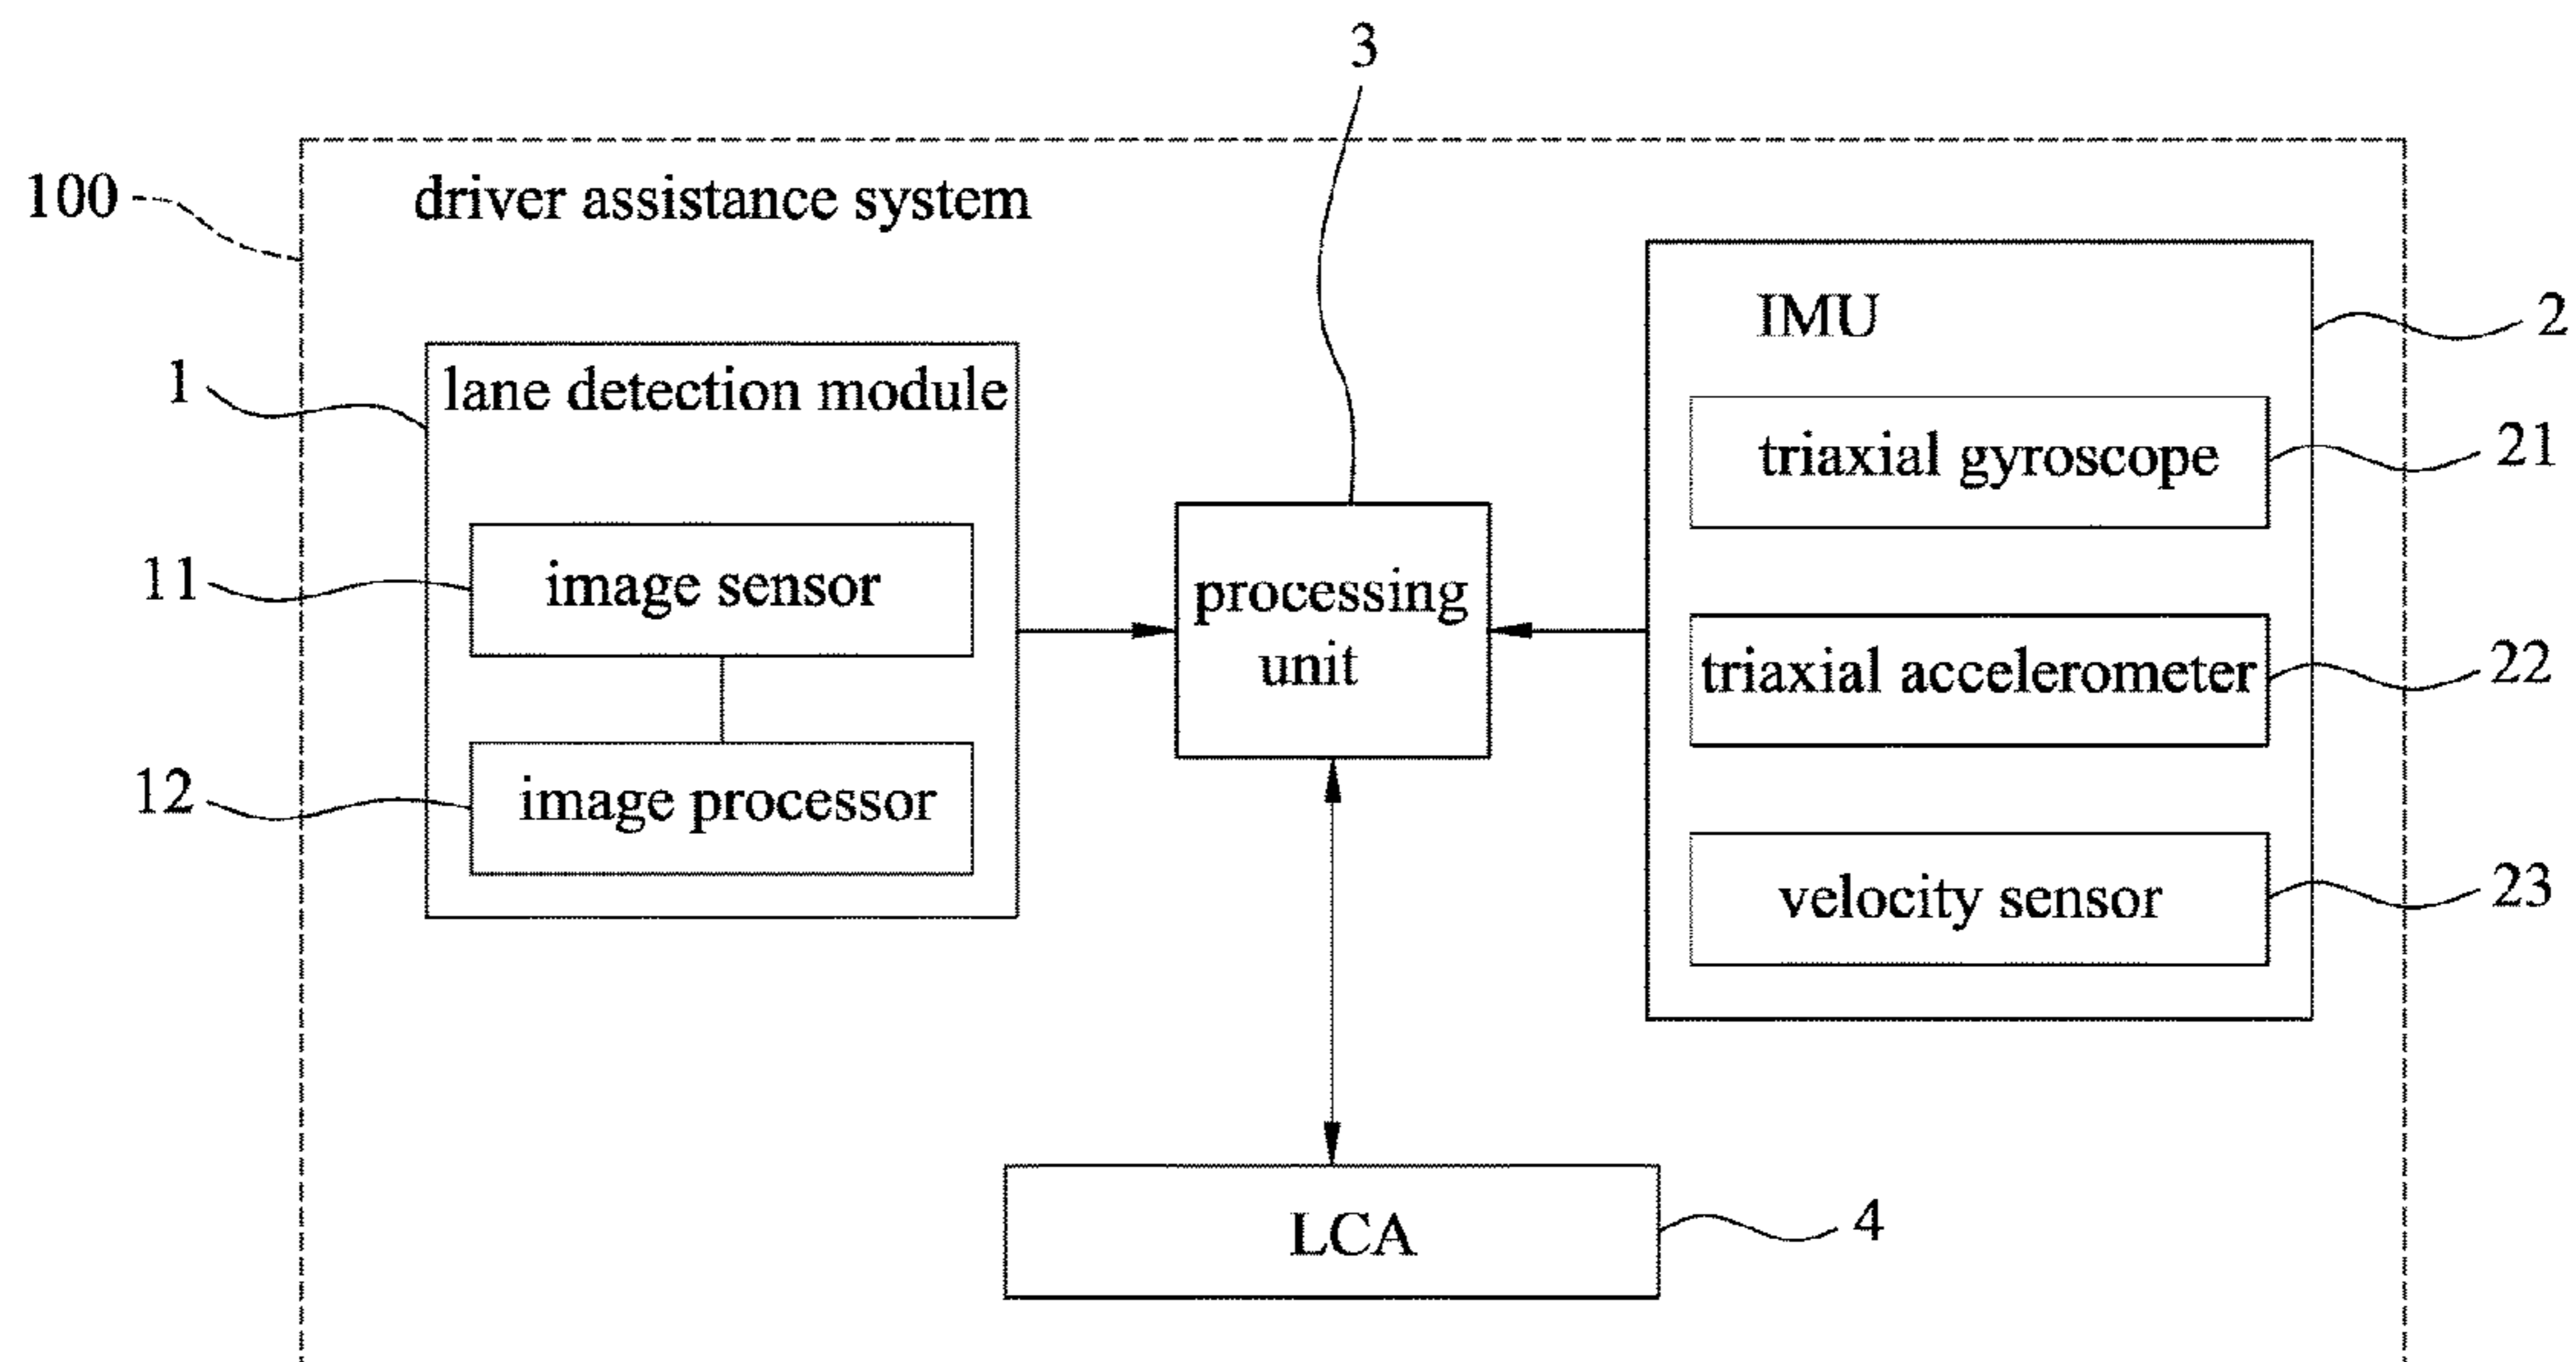 3
100
driver assistance system
IMU
2
1
lane detection module
triaxial gyroscope
21
11
image sensor
processing
unit
triaxial accelerometer
22
12
image processor
velocity sensor
23
LCA
4